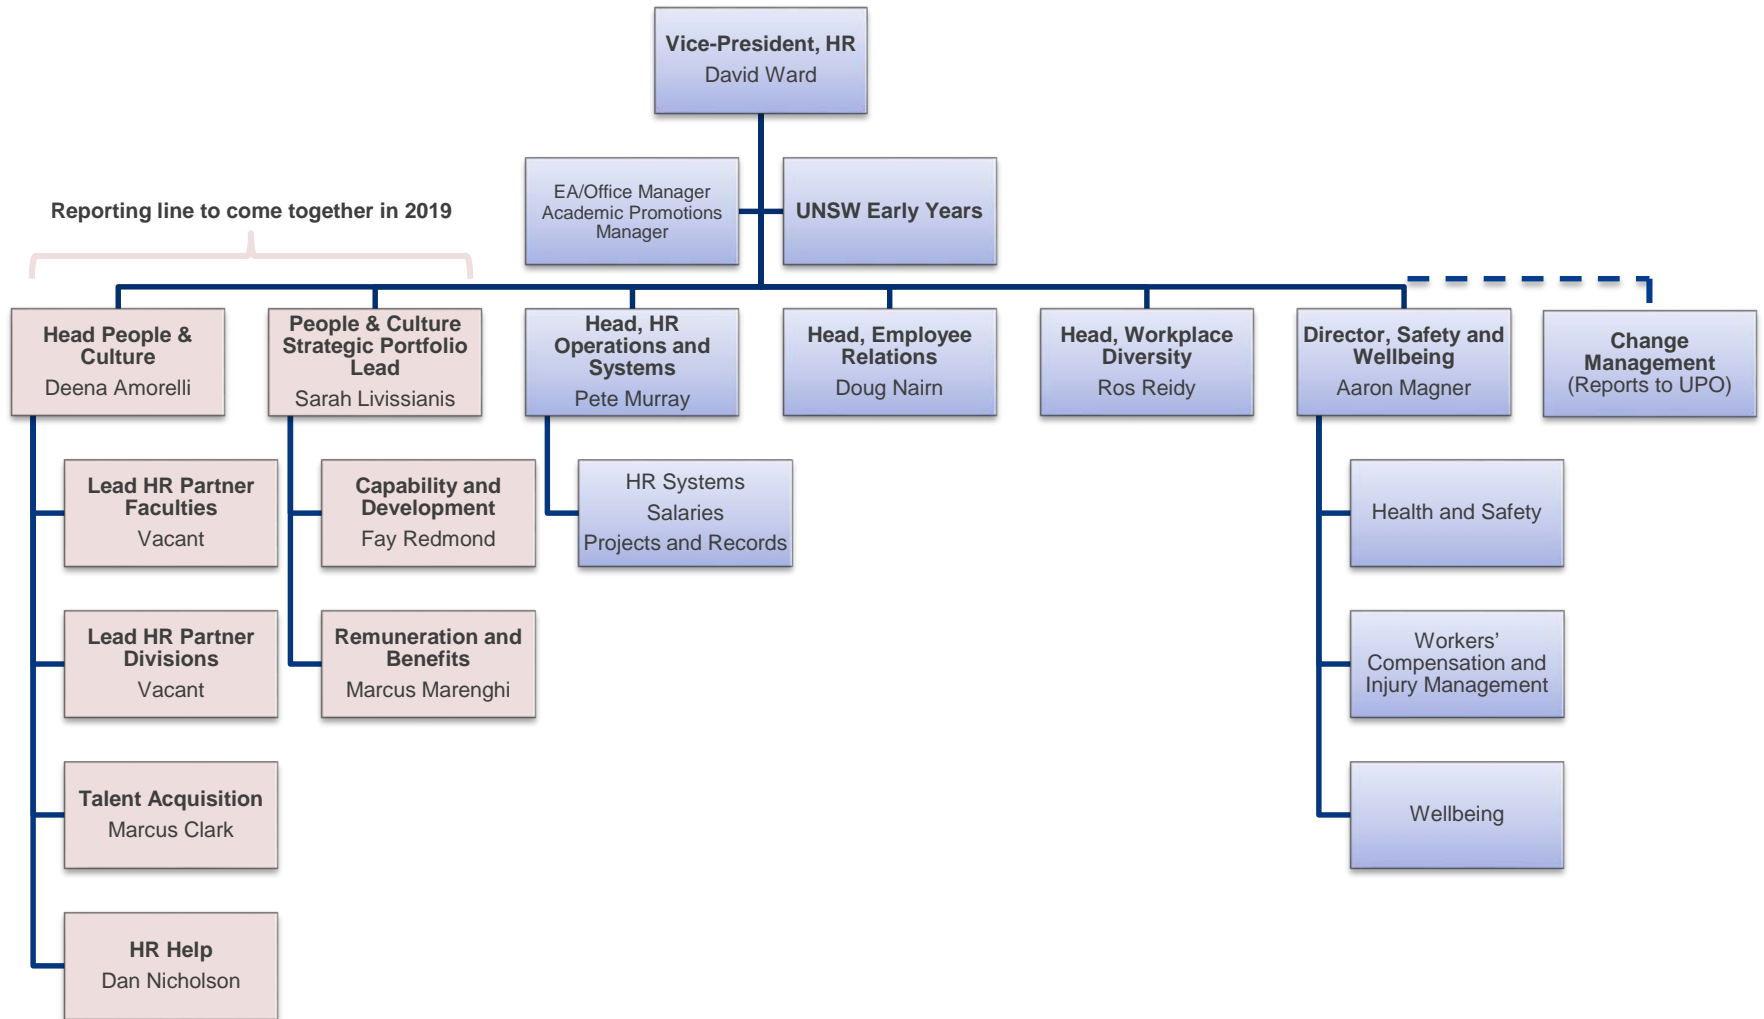 Vice-President, HR
David Ward
EA/Office Manager
Academic Promotions
Manager
UNSW Early Years
Reporting line to come together in 2019
Head People &
Culture
Deena Amorelli
People & Culture
Strategic Portfolio
Lead
Sarah Livissianis
Head, HR
Operations and
Systems
Pete Murray
Head, Employee
Relations
Doug Nairn
Head, Workplace
Diversity
Ros Reidy
Director, Safety and
Wellbeing
Aaron Magner
Change
Management
(Reports to UPO)
Lead HR Partner
Faculties
Vacant
Capability and
Development
Fay Redmond
HR Systems
Salaries
Projects and Records
Health and Safety
Lead HR Partner
Divisions
Vacant
Remuneration and
Benefits
Marcus Marenghi
Workers’
Compensation and
Injury Management
Talent Acquisition
Marcus Clark
Wellbeing
HR Help
Dan Nicholson